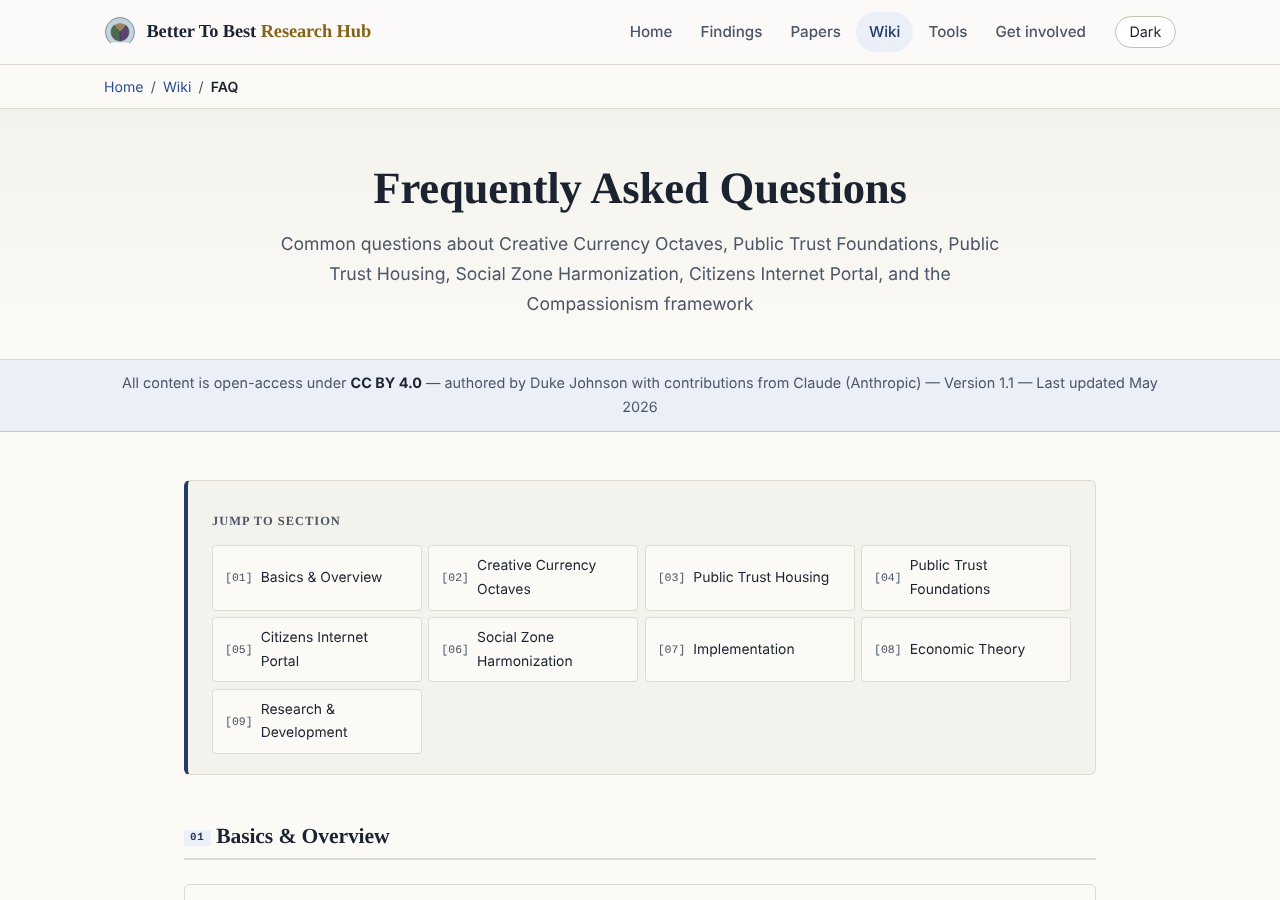 Better To Best Research Hub
Home Findings Papers Wiki Tools Get involved Dark
Home / Wiki / FAQ
Frequently Asked Questions
Common questions about Creative Currency Octaves, Public Trust Foundations, Public
Trust Housing, Social Zone Harmonization, Citizens Internet Portal, and the
Compassionism framework
All content is open-access under CC BY 4.0 — authored by Duke Johnson with contributions from Claude (Anthropic) — Version 1.1 — Last updated May
2026
JUMP TO SECTION
[01] Basics & Overview
[02] Creative Currency
Octaves
[03] Public Trust Housing
[04] Public Trust
Foundations
[05] Citizens Internet
Portal
[06] Social Zone
Harmonization
[07] Implementation
[08] Economic Theory
[09] Research &
Development
01 Basics & Overview